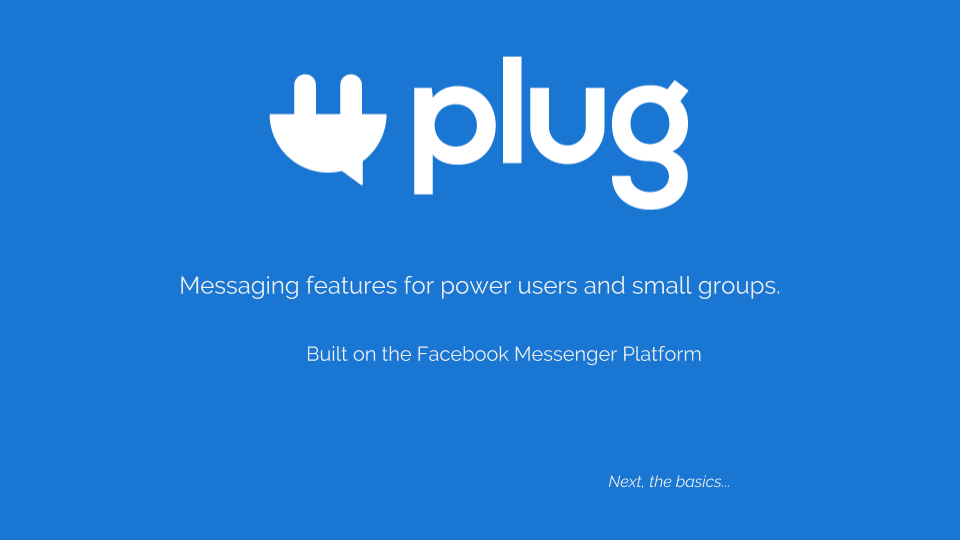 plug
Messaging features for power users and small groups.
Built on the Facebook Messenger Platform
Next, the basics...